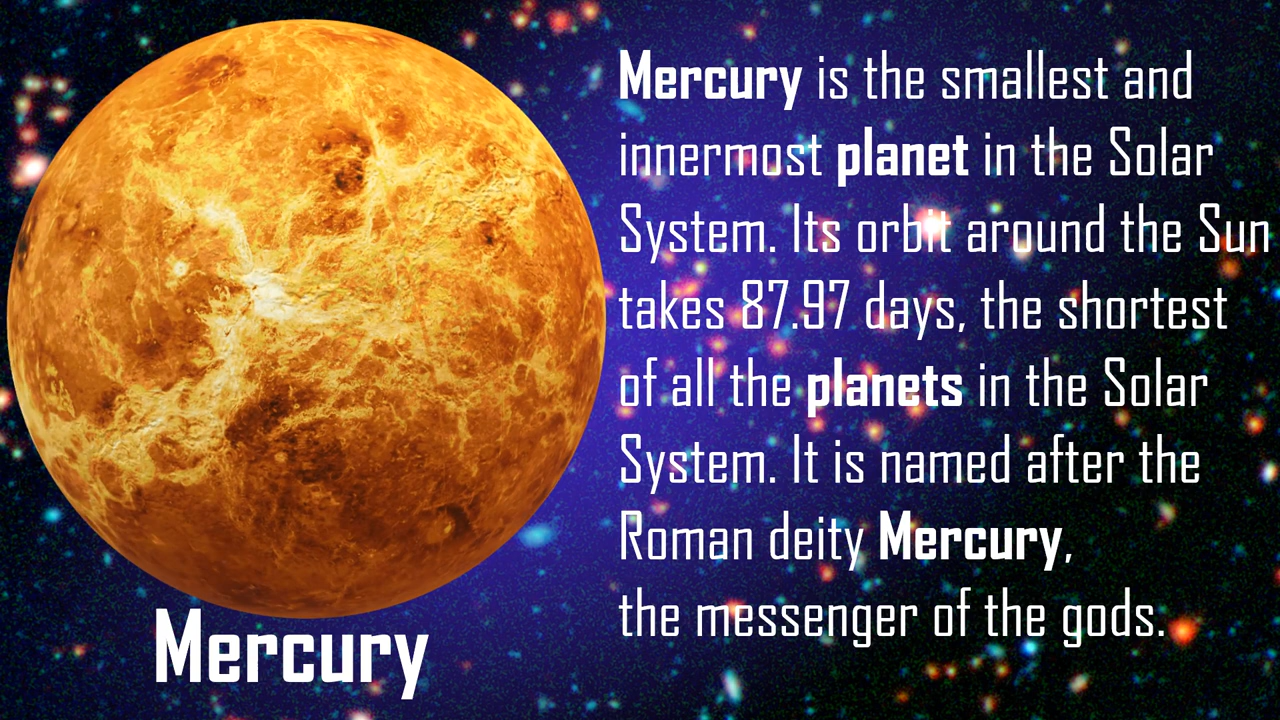 Mercury is the smallest and
innermost planet in the Solar
System. Its orbit around the Sun
takes 87.97 days, the shortest
of all the planets in the Solar
System. It is named after the
Roman deity Mercury,
the messenger of the gods.
Mercury